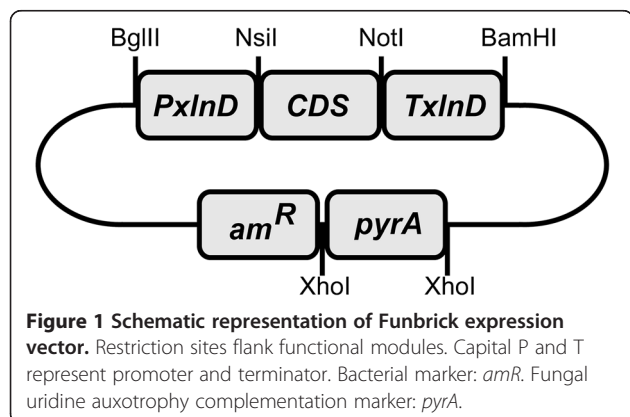 BglII NsiI NotI BamHI
PxlnD CDS TxlnD
amR pyrA
XhoI XhoI
Figure 1 Schematic representation of Funbrick expression
vector. Restriction sites flank functional modules. Capital P and T
represent promoter and terminator. Bacterial marker: amR. Fungal
uridine auxotrophy complementation marker: pyrA.